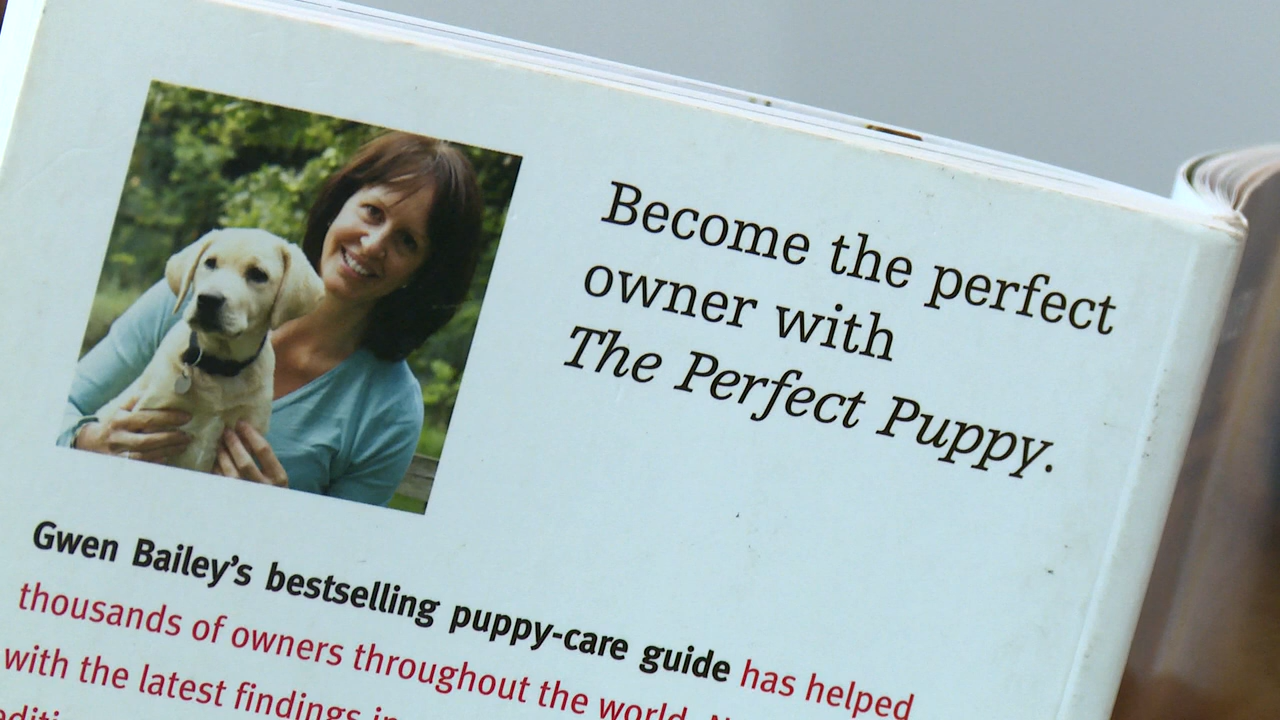 Become the perfect
owner with
The Perfect Puppy.
Gwen Bailey's bestselling puppy-care guide has helped
thousands of owners throughout the world.
with the latest findings in